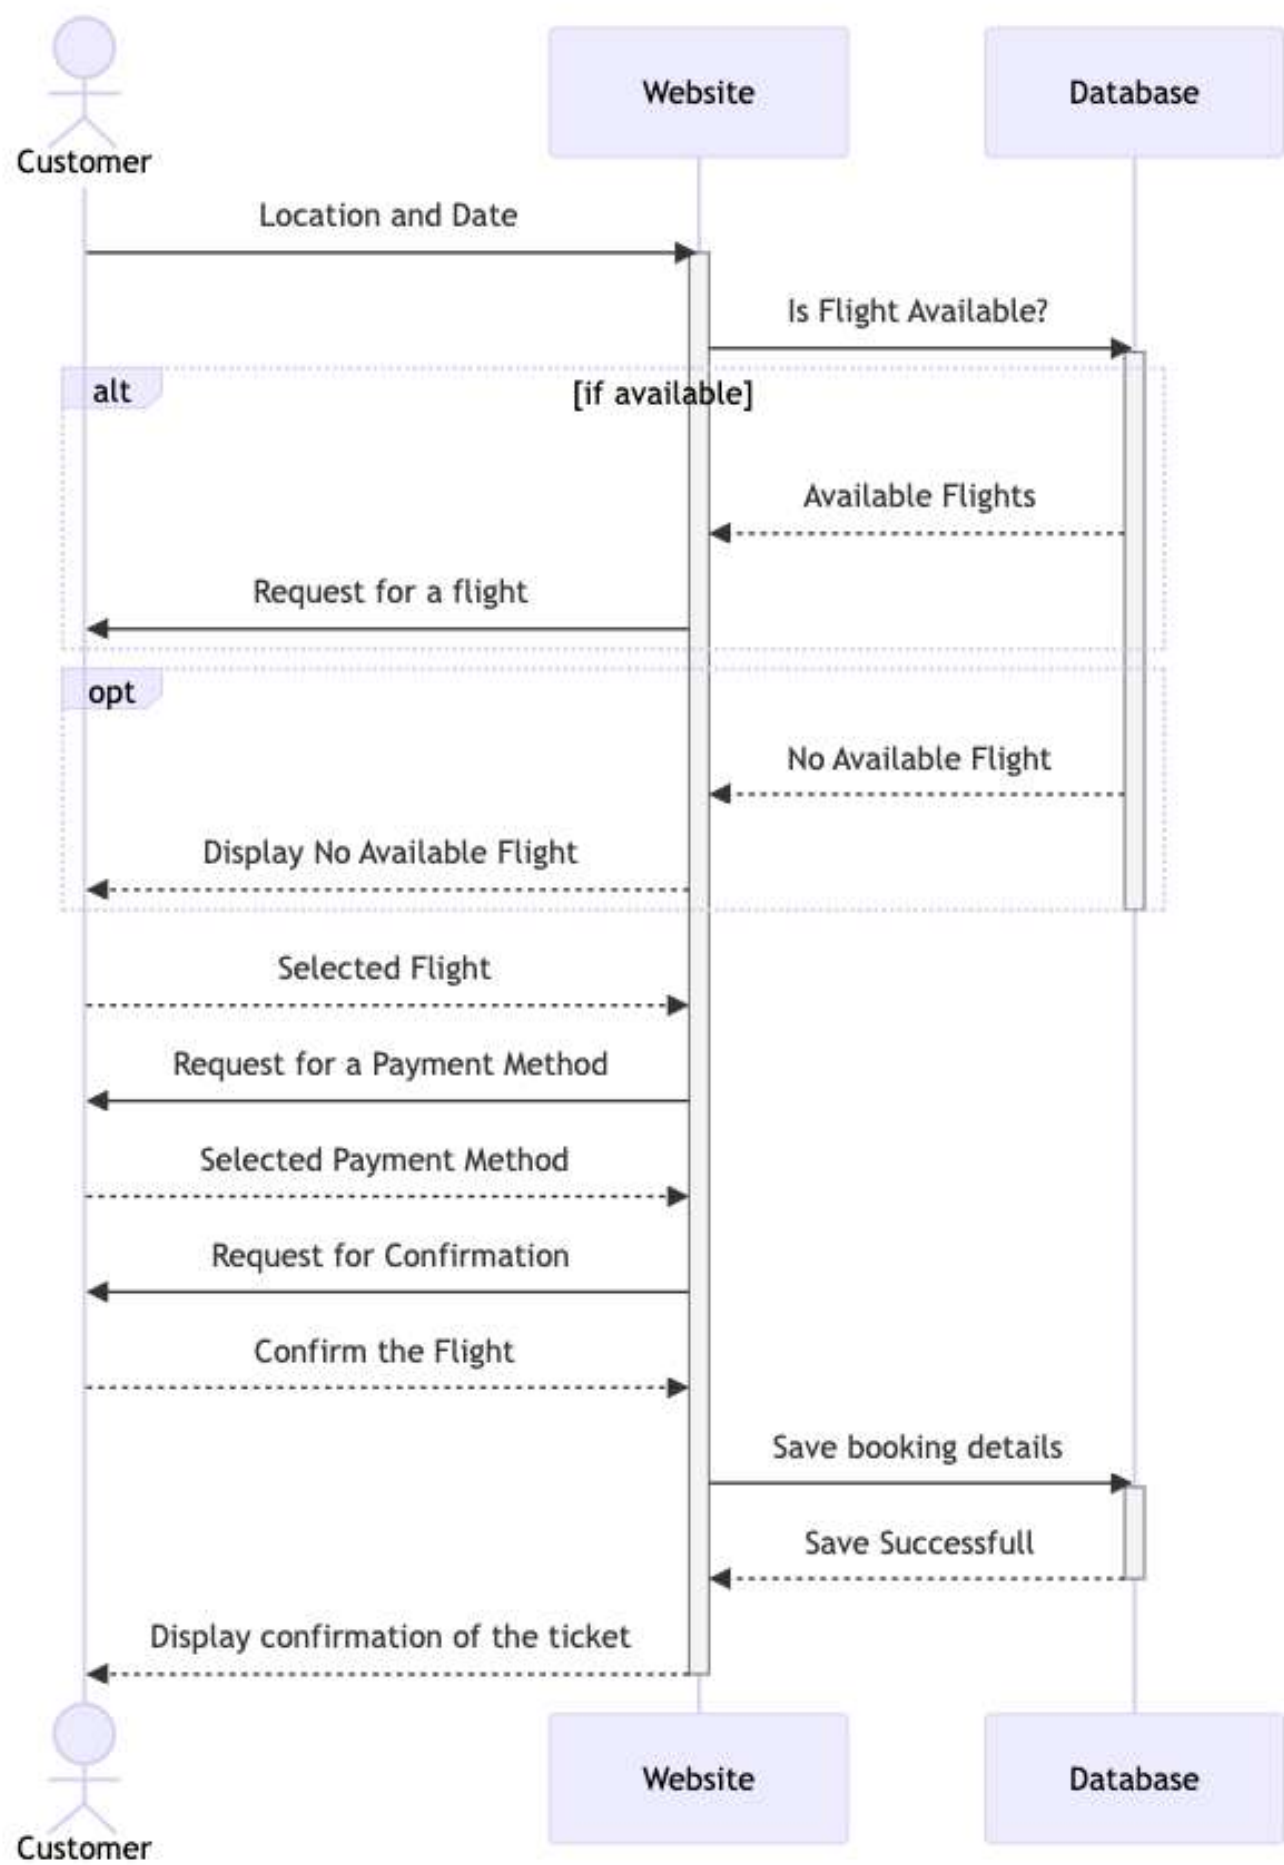 Customer
Website
Database
Location and Date
Is Flight Available?
alt
[if available]
Available Flights
Request for a flight
opt
No Available Flight
Display No Available Flight
Selected Flight
Request for a Payment Method
Selected Payment Method
Request for Confirmation
Confirm the Flight
Save booking details
Save Successfull
Display confirmation of the ticket
Customer
Website
Database